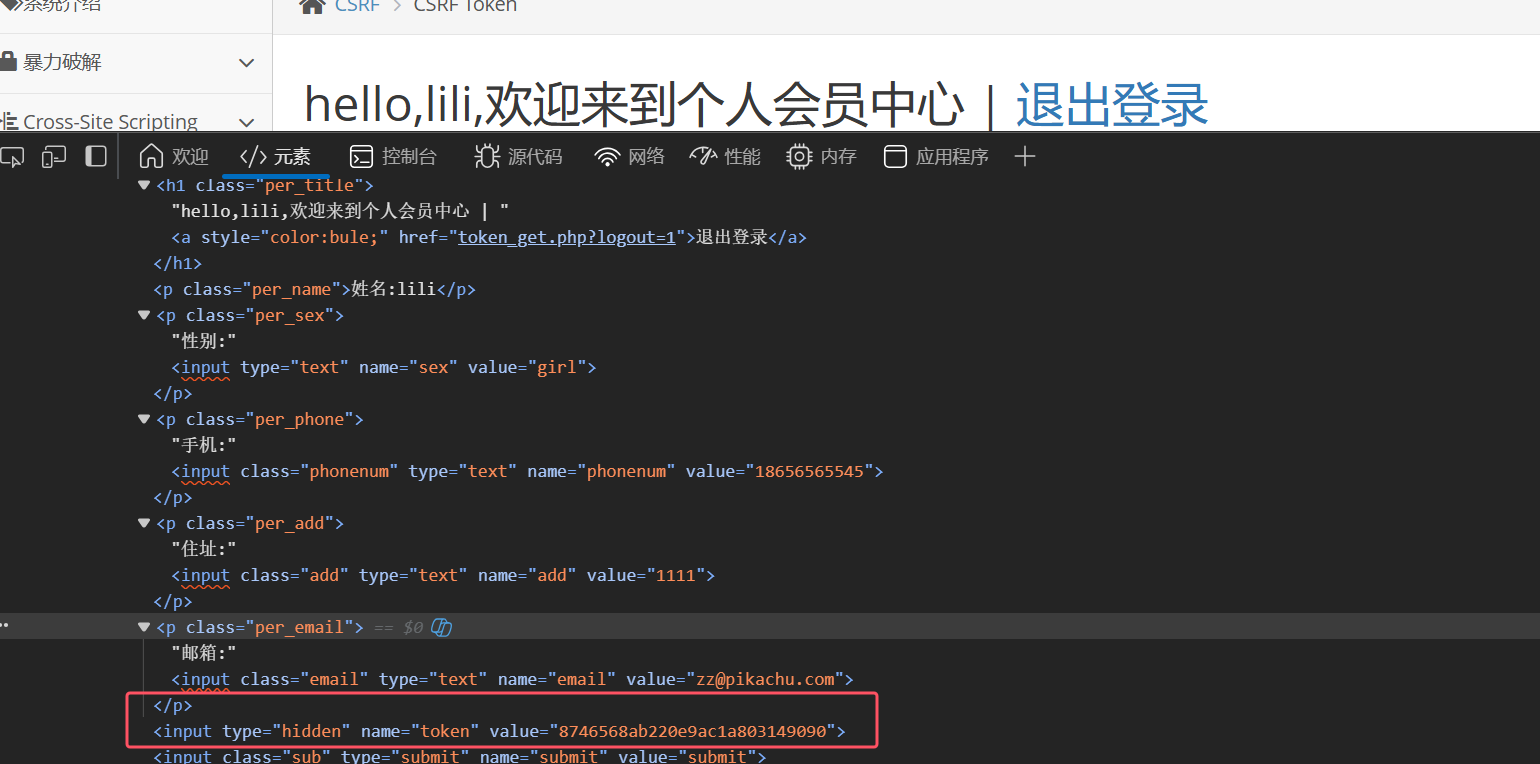 系统介绍
CSRF > CSRF Token
暴力破解
hello,lili,欢迎来到个人会员中心 | 退出登录
Cross-Site Scripting
欢迎 </> 元素 控制台 源代码 网络 性能 内存 应用程序
<h1 class="per_title">
"hello,lili,欢迎来到个人会员中心 | "
<a style="color:bule;" href="token_get.php?logout=1">退出登录</a>
</h1>
<p class="per_name">姓名:lili</p>
<p class="per_sex">
"性别:"
<input type="text" name="sex" value="girl">
</p>
<p class="per_phone">
"手机:"
<input class="phonenum" type="text" name="phonenum" value="18656565545">
</p>
<p class="per_add">
"住址:"
<input class="add" type="text" name="add" value="1111">
</p>
<p class="per_email"> == $0
"邮箱:"
<input class="email" type="text" name="email" value="zz@pikachu.com">
</p>
<input type="hidden" name="token" value="8746568ab220e9ac1a803149090">
<input class="sub" type="submit" name="submit" value="submit">